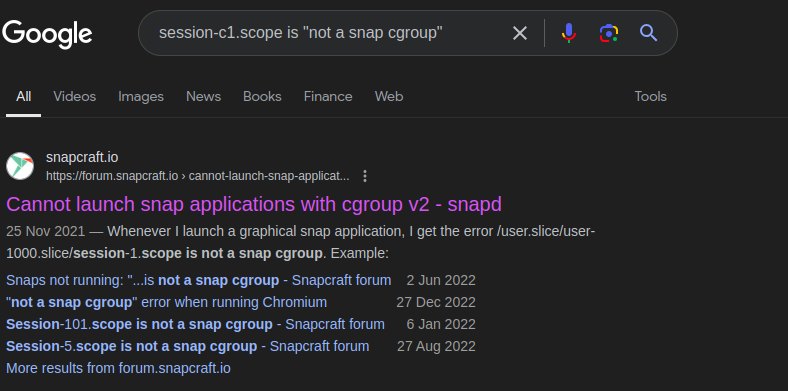 Google
session-c1.scope is "not a snap cgroup"
All Videos Images News Books Finance Web Tools
snapcraft.io
https://forum.snapcraft.io › cannot-launch-snap-applicat...
Cannot launch snap applications with cgroup v2 - snapd
25 Nov 2021 — Whenever I launch a graphical snap application, I get the error /user.slice/user-
1000.slice/session-1.scope is not a snap cgroup. Example:
Snaps not running: "...is not a snap cgroup - Snapcraft forum 2 Jun 2022
"not a snap cgroup" error when running Chromium 27 Dec 2022
Session-101.scope is not a snap cgroup - Snapcraft forum 6 Jan 2022
Session-5.scope is not a snap cgroup - Snapcraft forum 27 Aug 2022
More results from forum.snapcraft.io